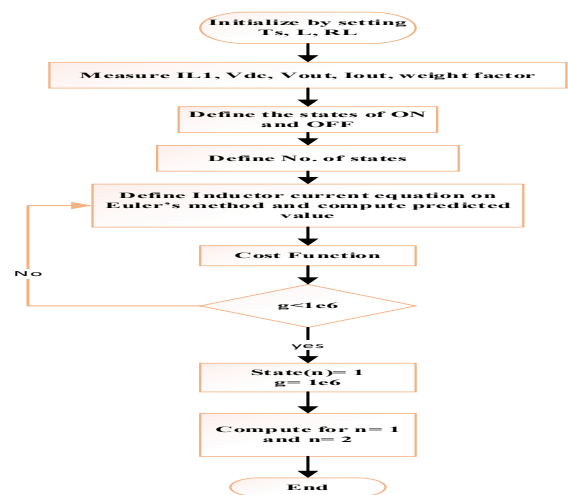 Initialize by setting
Ts, L, RL
Measure IL1, Vdc, Vout, Iout, weight factor
Define the states of ON
and OFF
Define No. of states
Define Inductor current equation on
Euler's method and compute predicted
value
Cost Function
No
g<1e6
yes
State(n)= 1
g= 1e6
Compute for n= 1
and n= 2
End